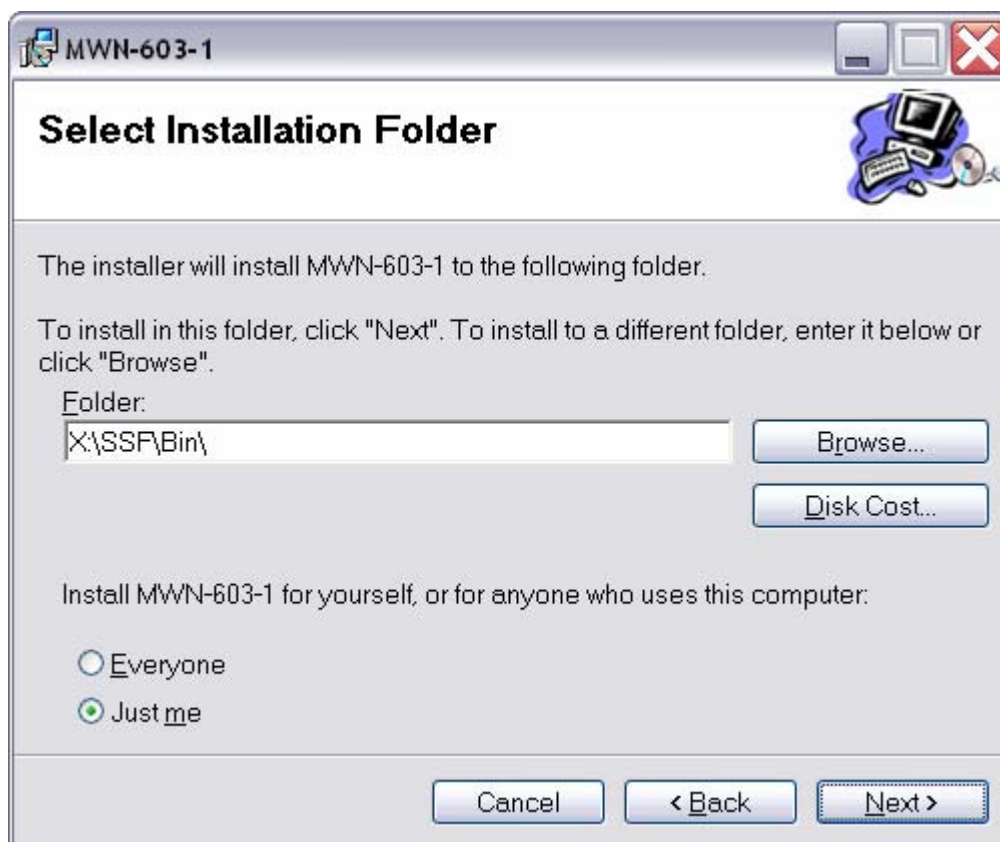 MWN-603-1
Select Installation Folder
The installer will install MWN-603-1 to the following folder.
To install in this folder, click "Next". To install to a different folder, enter it below or
click "Browse".
Folder:
X:\SSF\Bin\
Browse...
Disk Cost...
Install MWN-603-1 for yourself, or for anyone who uses this computer:
Everyone
Just me
Cancel
< Back
Next >